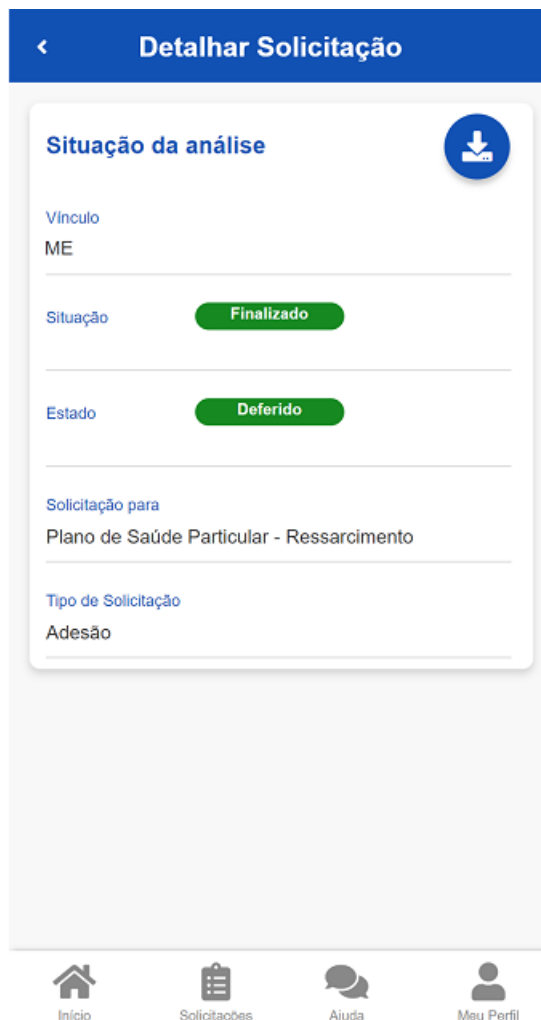 Detalhar Solicitação
Situação da análise
Vínculo
ME
Situação
Finalizado
Estado
Deferido
Solicitação para
Plano de Saúde Particular - Ressarcimento
Tipo de Solicitação
Adesão
Início
Solicitações
Ajuda
Meu Perfil